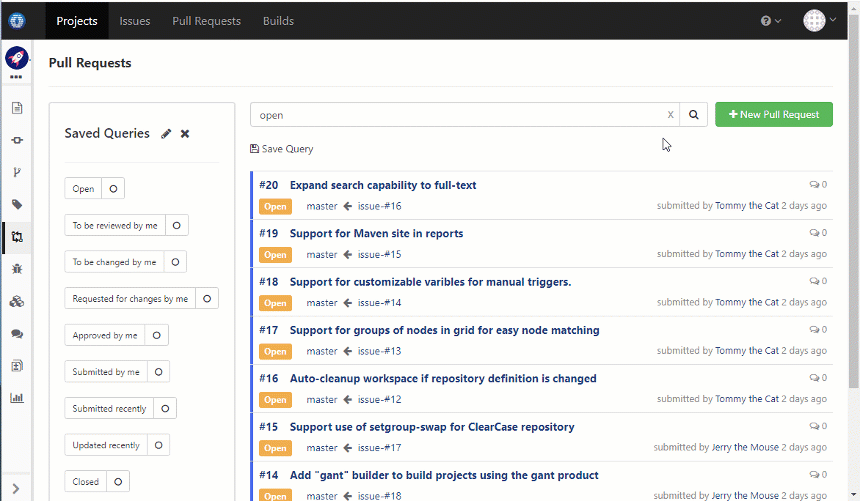 Projects Issues Pull Requests Builds
Pull Requests
Saved Queries
Open
To be reviewed by me
To be changed by me
Requested for changes by me
Approved by me
Submitted by me
Submitted recently
Updated recently
Closed
open x
New Pull Request
Save Query
#20 Expand search capability to full-text 0
Open master issue-#16 submitted by Tommy the Cat 2 days ago
#19 Support for Maven site in reports 0
Open master issue-#15 submitted by Tommy the Cat 2 days ago
#18 Support for customizable varibles for manual triggers. 0
Open master issue-#14 submitted by Tommy the Cat 2 days ago
#17 Support for groups of nodes in grid for easy node matching 0
Open master issue-#13 submitted by Tommy the Cat 2 days ago
#16 Auto-cleanup workspace if repository definition is changed 0
Open master issue-#12 submitted by Tommy the Cat 2 days ago
#15 Support use of setgroup-swap for ClearCase repository 0
Open master issue-#17 submitted by Jerry the Mouse 2 days ago
#14 Add "gant" builder to build projects using the gant product 0
Open master issue-#18 submitted by Jerry the Mouse 2 days ago